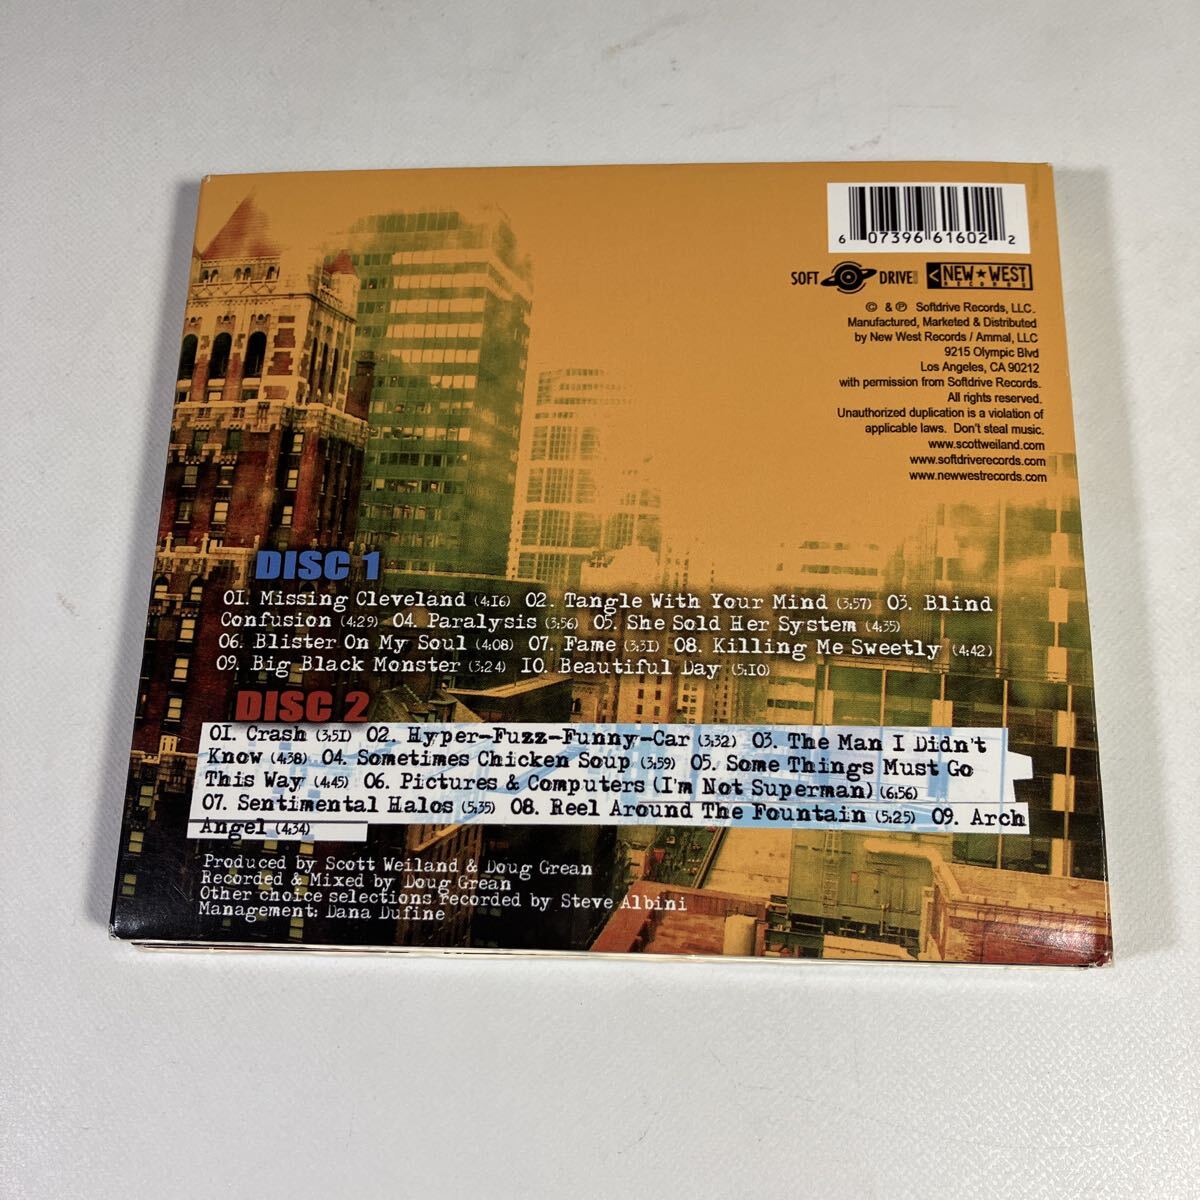 6 07396 61602 2
SOFT DRIVE NEW★WEST
RECORDS
© & ℗ Softdrive Records, LLC.
Manufactured, Marketed & Distributed
by New West Records / Ammal, LLC
9215 Olympic Blvd
Los Angeles, CA 90212
with permission from Softdrive Records.
All rights reserved.
Unauthorized duplication is a violation of
applicable laws. Don't steal music.
www.scottweiland.com
www.softdriverecords.com
www.newwestrecords.com
DISC 1
01. Missing Cleveland (4:16) 02. Tangle With Your Mind (3:57) 03. Blind
Confusion (4:29) 04. Paralysis (3:56) 05. She Sold Her System (4:35)
06. Blister On My Soul (4:08) 07. Fame (3:31) 08. Killing Me Sweetly (4:42)
09. Big Black Monster (3:24) 10. Beautiful Day (5:10)
DISC 2
01. Crash (3:51) 02. Hyper-Fuzz-Funny-Car (3:32) 03. The Man I Didn't
Know (4:38) 04. Sometimes Chicken Soup (3:59) 05. Some Things Must Go
This Way (4:45) 06. Pictures & Computers (I'm Not Superman) (6:56)
07. Sentimental Halos (5:35) 08. Reel Around The Fountain (5:25) 09. Arch
Angel (4:34)
Produced by Scott Weiland & Doug Grean
Recorded & Mixed by Doug Grean
Other choice selections recorded by Steve Albini
Management: Dana Dufine